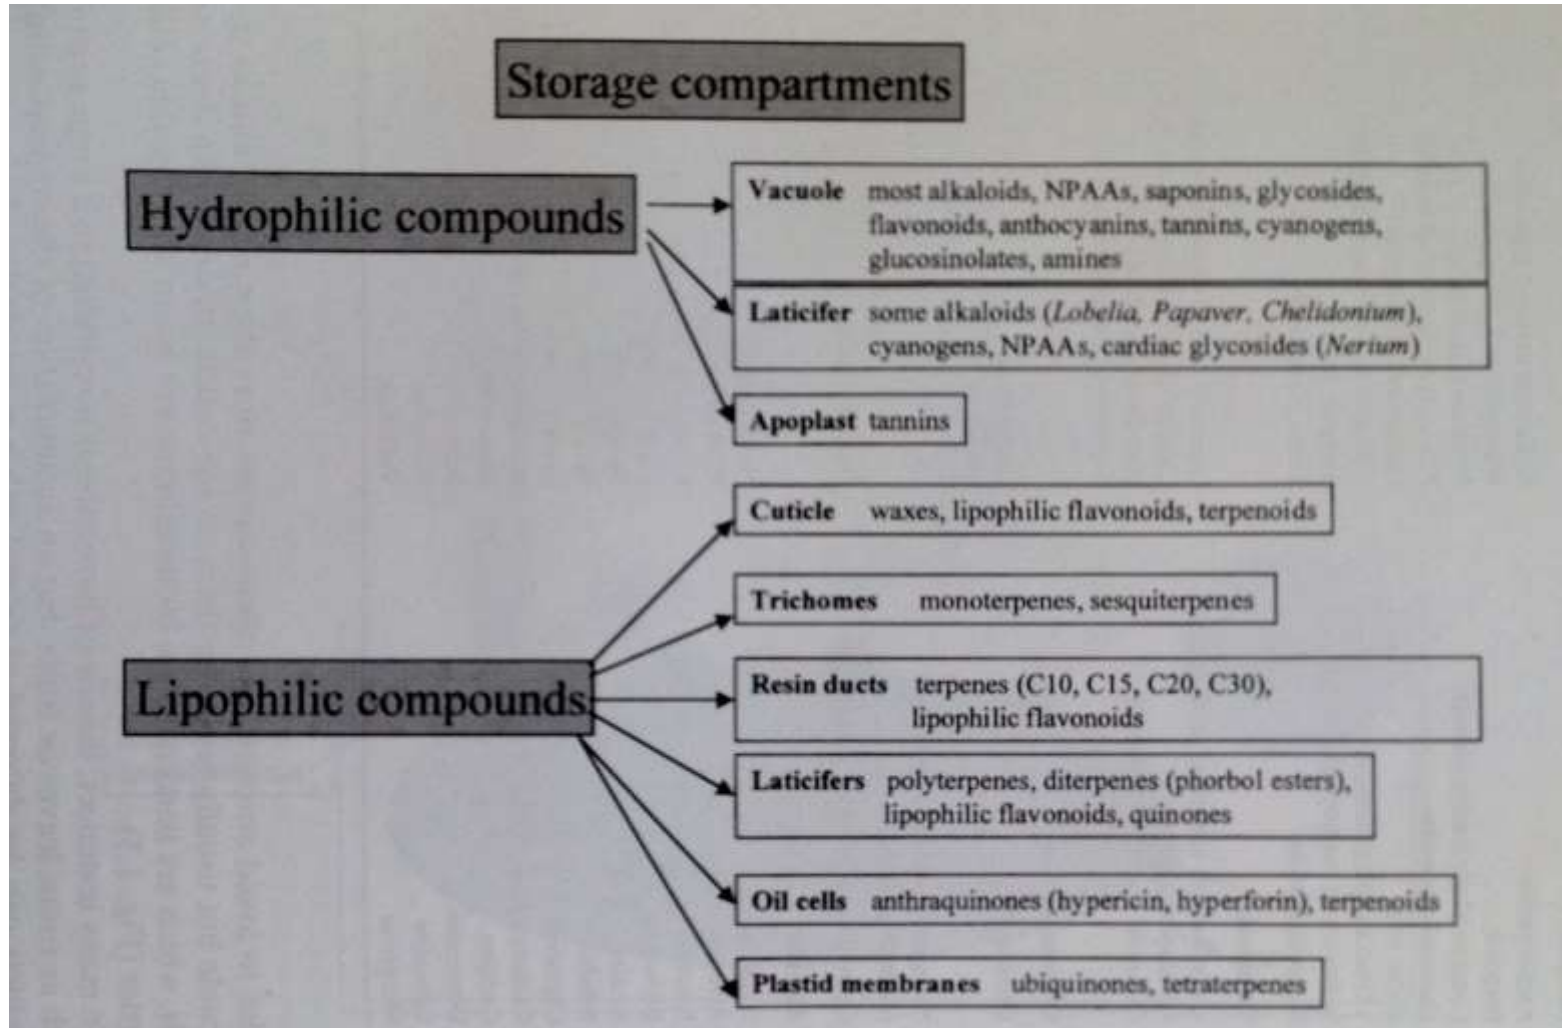 Storage compartments
Hydrophilic compounds
Vacuole most alkaloids, NPAAs, saponins, glycosides,
flavonoids, anthocyanins, tannins, cyanogens,
glucosinolates, amines
Laticifer some alkaloids (Lobelia, Papaver, Chelidonium),
cyanogens, NPAAs, cardiac glycosides (Nerium)
Apoplast tannins
Lipophilic compounds
Cuticle waxes, lipophilic flavonoids, terpenoids
Trichomes monoterpenes, sesquiterpenes
Resin ducts terpenes (C10, C15, C20, C30),
lipophilic flavonoids
Laticifers polyterpenes, diterpenes (phorbol esters),
lipophilic flavonoids, quinones
Oil cells anthraquinones (hypericin, hyperforin), terpenoids
Plastid membranes ubiquinones, tetraterpenes